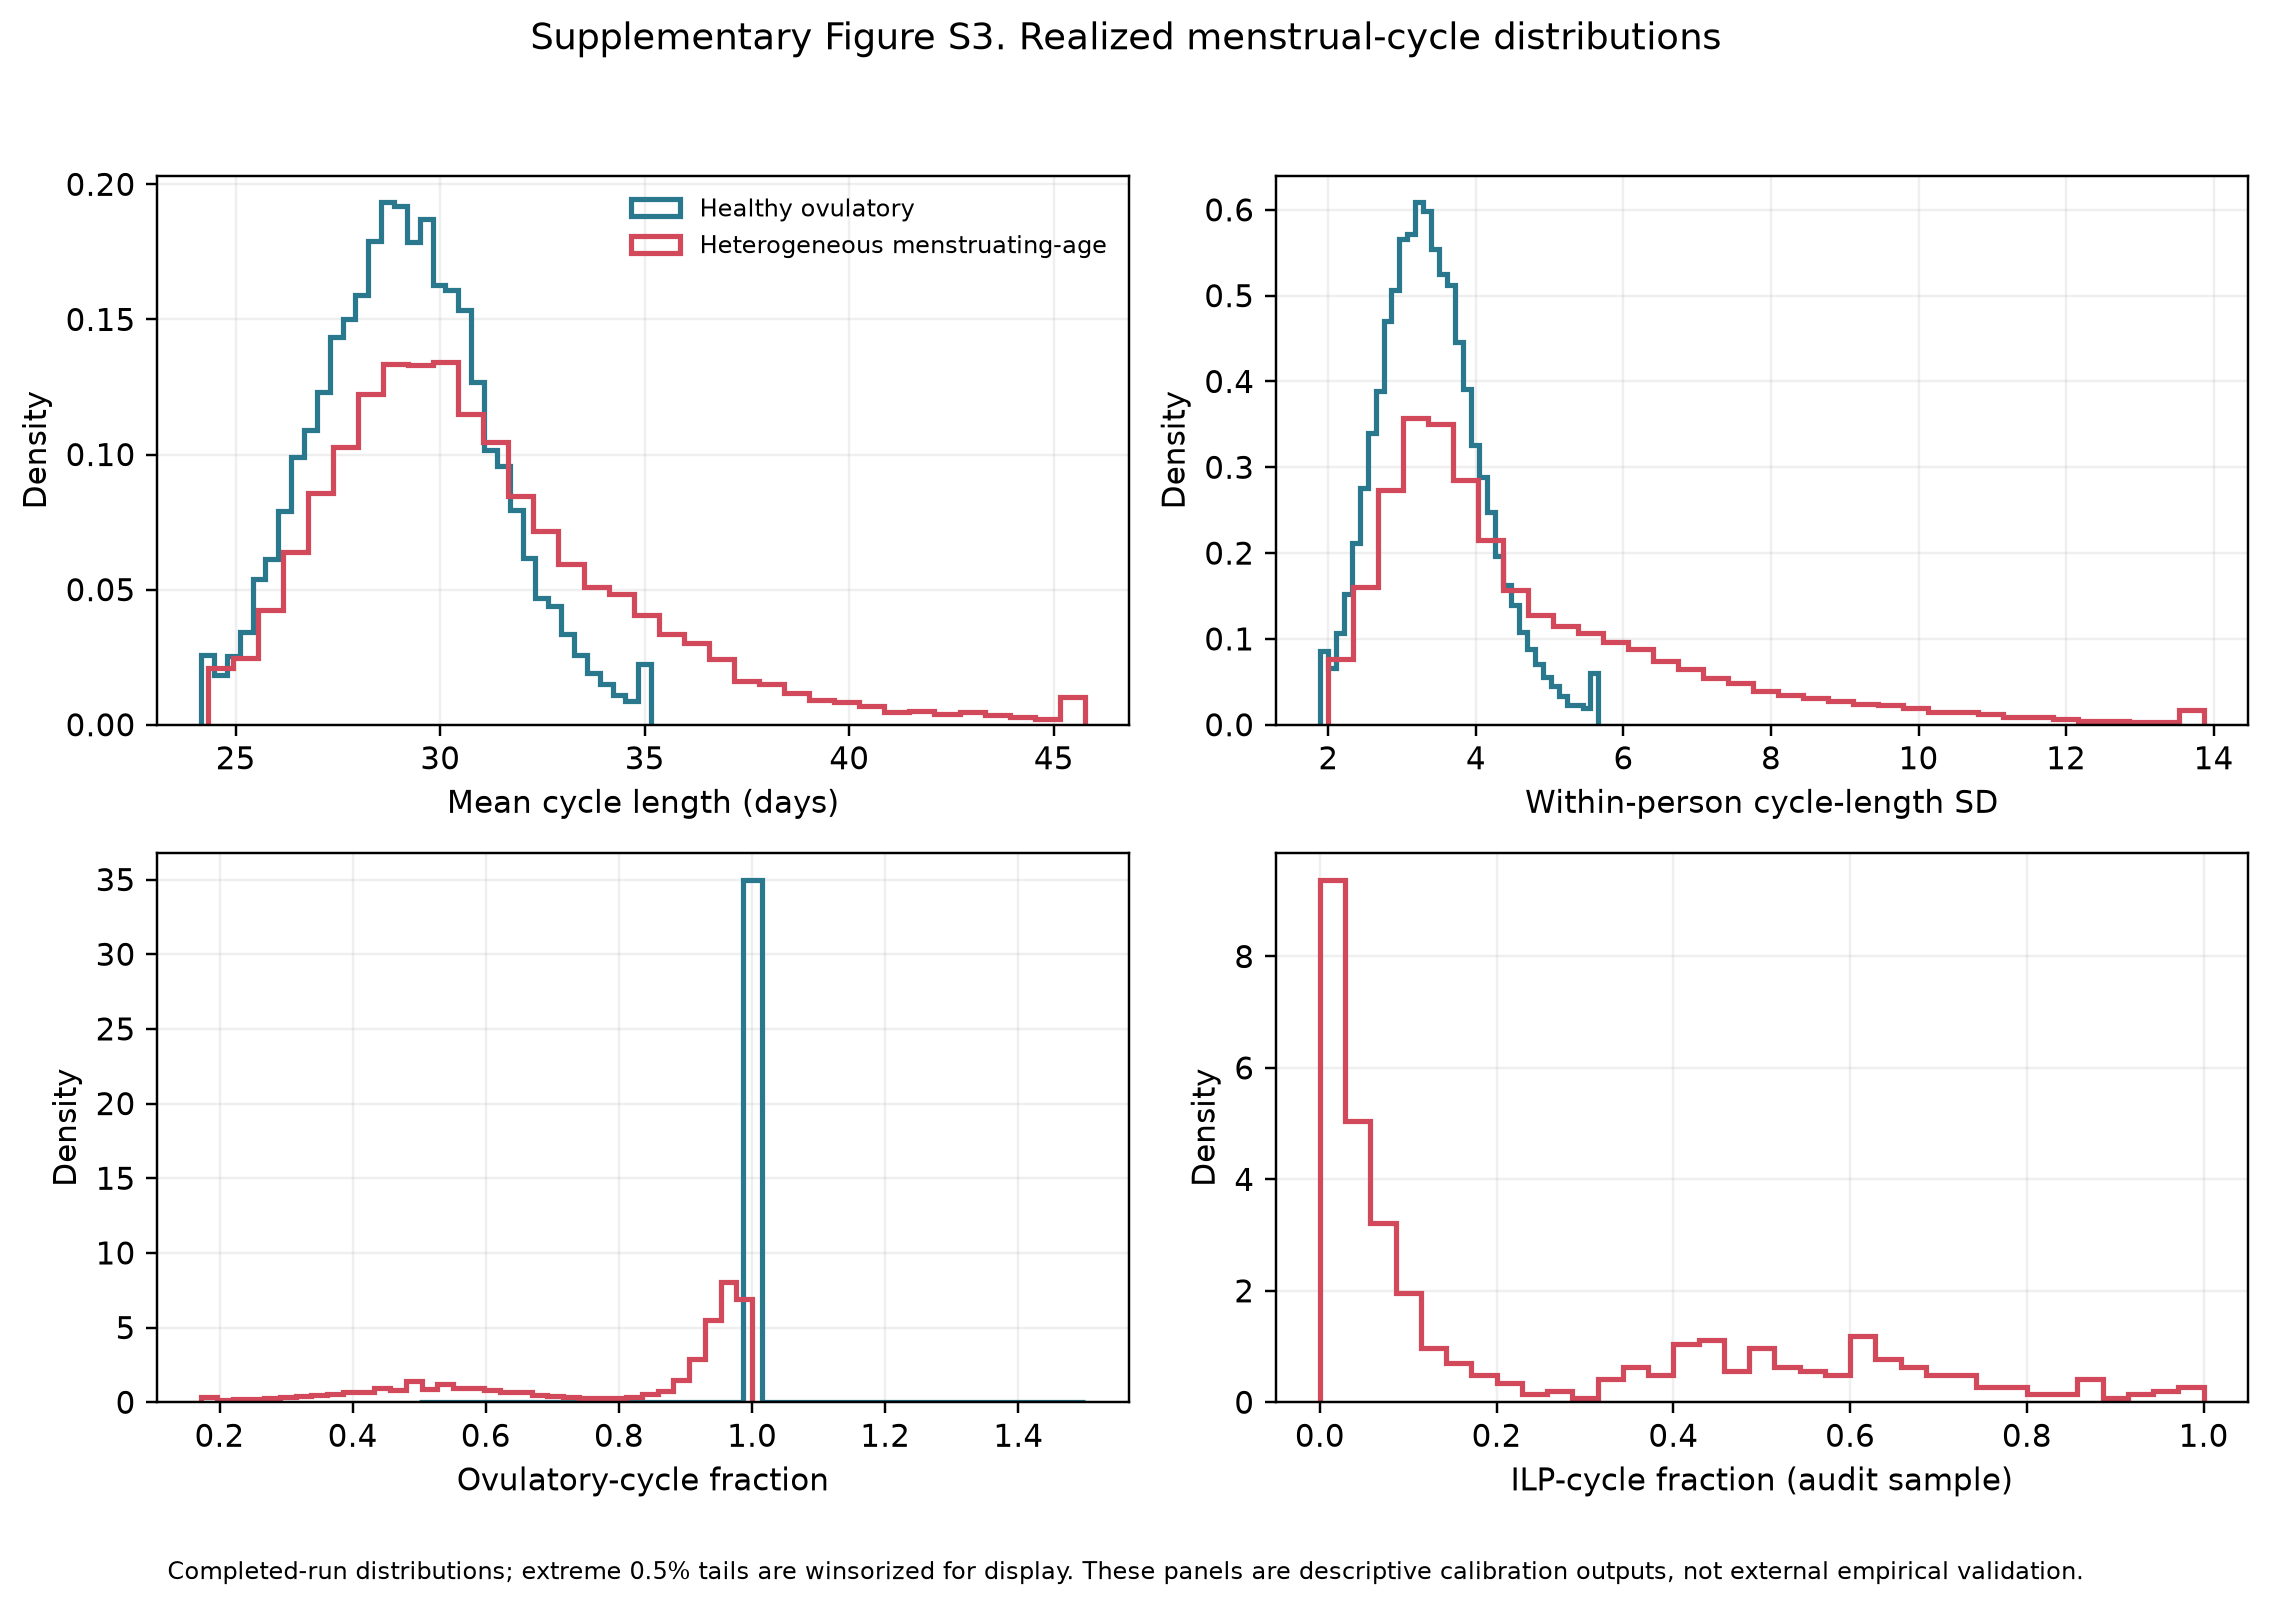 Supplementary Figure S3. Realized menstrual-cycle distributions
0.20
0.15
0.10
0.05
0.00
Density
Healthy ovulatory
Heterogeneous menstruating-age
25 30 35 40 45
Mean cycle length (days)
0.6
0.5
0.4
0.3
0.2
0.1
0.0
Density
2 4 6 8 10 12 14
Within-person cycle-length SD
35
30
25
20
15
10
5
0
Density
0.2 0.4 0.6 0.8 1.0 1.2 1.4
Ovulatory-cycle fraction
8
6
4
2
0
Density
0.0 0.2 0.4 0.6 0.8 1.0
ILP-cycle fraction (audit sample)
Completed-run distributions; extreme 0.5% tails are winsorized for display. These panels are descriptive calibration outputs, not external empirical validation.